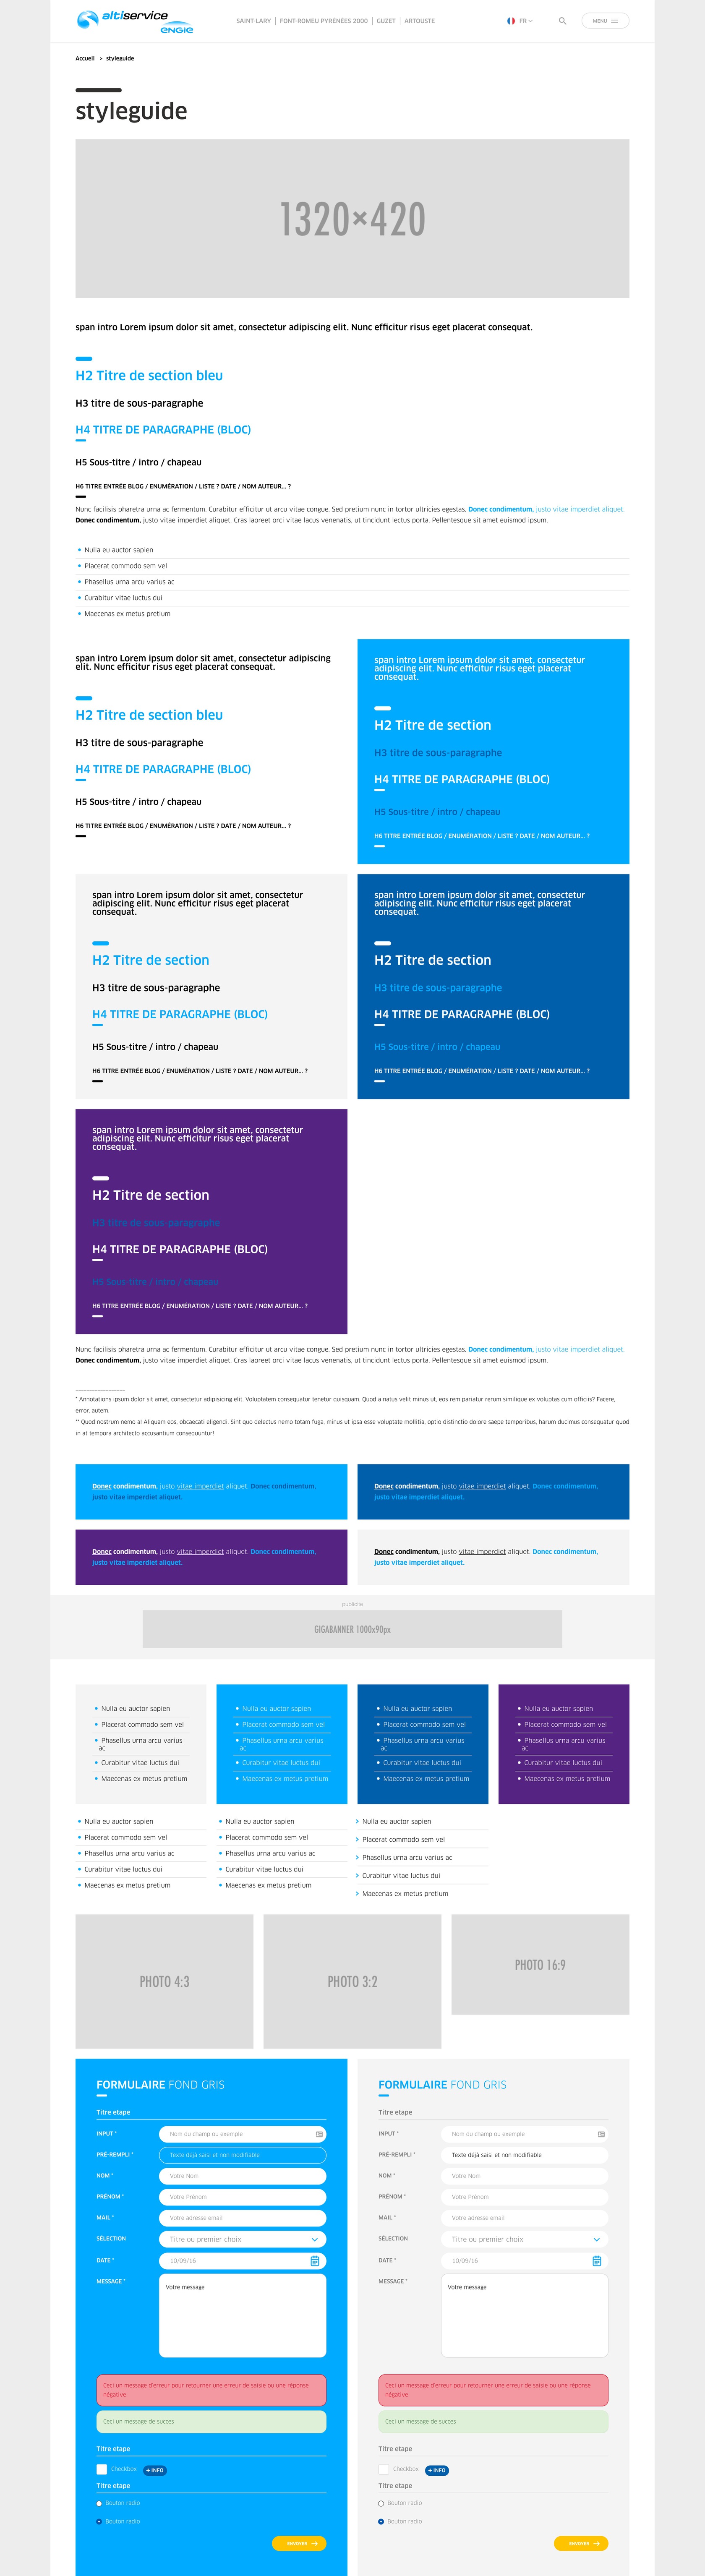 altiservice
ENGIE
SAINT-LARY | FONT-ROMEU PYRENÉES 2000 | GUZET | ARTOUSTE
FR
MENU
Accueil > styleguide
styleguide
1320×420
span intro Lorem ipsum dolor sit amet, consectetur adipiscing elit. Nunc efficitur risus eget placerat consequat.
H2 Titre de section bleu
H3 titre de sous-paragraphe
H4 TITRE DE PARAGRAPHE (BLOC)
H5 Sous-titre / intro / chapeau
H6 TITRE ENTRÉE BLOG / ENUMÉRATION / LISTE ? DATE / NOM AUTEUR... ?
Nunc facilisis pharetra urna ac fermentum. Curabitur efficitur ut arcu vitae congue. Sed pretium nunc in tortor ultricies egestas. Donec condimentum, justo vitae imperdiet aliquet.
Donec condimentum, justo vitae imperdiet aliquet. Cras laoreet orci vitae lacus venenatis, ut tincidunt lectus porta. Pellentesque sit amet euismod ipsum.
Nulla eu auctor sapien
Placerat commodo sem vel
Phasellus urna arcu varius ac
Curabitur vitae luctus dui
Maecenas ex metus pretium
span intro Lorem ipsum dolor sit amet, consectetur adipiscing
elit. Nunc efficitur risus eget placerat consequat.
H2 Titre de section bleu
H3 titre de sous-paragraphe
H4 TITRE DE PARAGRAPHE (BLOC)
H5 Sous-titre / intro / chapeau
H6 TITRE ENTRÉE BLOG / ENUMÉRATION / LISTE ? DATE / NOM AUTEUR... ?
span intro Lorem ipsum dolor sit amet, consectetur
adipiscing elit. Nunc efficitur risus eget placerat
consequat.
H2 Titre de section
H3 titre de sous-paragraphe
H4 TITRE DE PARAGRAPHE (BLOC)
H5 Sous-titre / intro / chapeau
H6 TITRE ENTRÉE BLOG / ENUMÉRATION / LISTE ? DATE / NOM AUTEUR... ?
span intro Lorem ipsum dolor sit amet, consectetur
adipiscing elit. Nunc efficitur risus eget placerat
consequat.
H2 Titre de section
H3 titre de sous-paragraphe
H4 TITRE DE PARAGRAPHE (BLOC)
H5 Sous-titre / intro / chapeau
H6 TITRE ENTRÉE BLOG / ENUMÉRATION / LISTE ? DATE / NOM AUTEUR... ?
span intro Lorem ipsum dolor sit amet, consectetur
adipiscing elit. Nunc efficitur risus eget placerat
consequat.
H2 Titre de section
H3 titre de sous-paragraphe
H4 TITRE DE PARAGRAPHE (BLOC)
H5 Sous-titre / intro / chapeau
H6 TITRE ENTRÉE BLOG / ENUMÉRATION / LISTE ? DATE / NOM AUTEUR... ?
span intro Lorem ipsum dolor sit amet, consectetur
adipiscing elit. Nunc efficitur risus eget placerat
consequat.
H2 Titre de section
H3 titre de sous-paragraphe
H4 TITRE DE PARAGRAPHE (BLOC)
H5 Sous-titre / intro / chapeau
H6 TITRE ENTRÉE BLOG / ENUMÉRATION / LISTE ? DATE / NOM AUTEUR... ?
Nunc facilisis pharetra urna ac fermentum. Curabitur efficitur ut arcu vitae congue. Sed pretium nunc in tortor ultricies egestas. Donec condimentum, justo vitae imperdiet aliquet.
Donec condimentum, justo vitae imperdiet aliquet. Cras laoreet orci vitae lacus venenatis, ut tincidunt lectus porta. Pellentesque sit amet euismod ipsum.
* Annotations ipsum dolor sit amet, consectetur adipisicing elit. Voluptatem consequatur tenetur quisquam. Quod a natus velit minus ut, eos rem pariatur rerum similique ex voluptas cum officiis? Facere,
error, autem.
** Quod nostrum nemo a! Aliquam eos, obcaecati eligendi. Sint quo delectus nemo totam fuga, minus ut ipsa esse voluptate mollitia, optio distinctio dolore saepe temporibus, harum ducimus consequatur quod
in at tempora architecto accusantium consequuntur!
Donec condimentum, justo vitae imperdiet aliquet. Donec condimentum,
justo vitae imperdiet aliquet.
Donec condimentum, justo vitae imperdiet aliquet. Donec condimentum,
justo vitae imperdiet aliquet.
Donec condimentum, justo vitae imperdiet aliquet. Donec condimentum,
justo vitae imperdiet aliquet.
Donec condimentum, justo vitae imperdiet aliquet. Donec condimentum,
justo vitae imperdiet aliquet.
publicite
GIGABANNER 1000x90px
Nulla eu auctor sapien
Placerat commodo sem vel
Phasellus urna arcu varius
ac
Curabitur vitae luctus dui
Maecenas ex metus pretium
Nulla eu auctor sapien
Placerat commodo sem vel
Phasellus urna arcu varius
ac
Curabitur vitae luctus dui
Maecenas ex metus pretium
Nulla eu auctor sapien
Placerat commodo sem vel
Phasellus urna arcu varius
ac
Curabitur vitae luctus dui
Maecenas ex metus pretium
Nulla eu auctor sapien
Placerat commodo sem vel
Phasellus urna arcu varius
ac
Curabitur vitae luctus dui
Maecenas ex metus pretium
Nulla eu auctor sapien
Placerat commodo sem vel
Phasellus urna arcu varius ac
Curabitur vitae luctus dui
Maecenas ex metus pretium
Nulla eu auctor sapien
Placerat commodo sem vel
Phasellus urna arcu varius ac
Curabitur vitae luctus dui
Maecenas ex metus pretium
Nulla eu auctor sapien
Placerat commodo sem vel
Phasellus urna arcu varius ac
Curabitur vitae luctus dui
Maecenas ex metus pretium
PHOTO 4:3
PHOTO 3:2
PHOTO 16:9
FORMULAIRE FOND GRIS
Titre etape
INPUT * Nom du champ ou exemple
PRÉ-REMPLI * Texte déjà saisi et non modifiable
NOM * Votre Nom
PRÉNOM * Votre Prénom
MAIL * Votre adresse email
SÉLECTION Titre ou premier choix
DATE * 10/09/16
MESSAGE * Votre message
Ceci un message d'erreur pour retourner une erreur de saisie ou une réponse
négative
Ceci un message de succes
Titre etape
Checkbox + INFO
Titre etape
Bouton radio
Bouton radio
ENVOYER
FORMULAIRE FOND GRIS
Titre etape
INPUT * Nom du champ ou exemple
PRÉ-REMPLI * Texte déjà saisi et non modifiable
NOM * Votre Nom
PRÉNOM * Votre Prénom
MAIL * Votre adresse email
SÉLECTION Titre ou premier choix
DATE * 10/09/16
MESSAGE * Votre message
Ceci un message d'erreur pour retourner une erreur de saisie ou une réponse
négative
Ceci un message de succes
Titre etape
Checkbox + INFO
Titre etape
Bouton radio
Bouton radio
ENVOYER